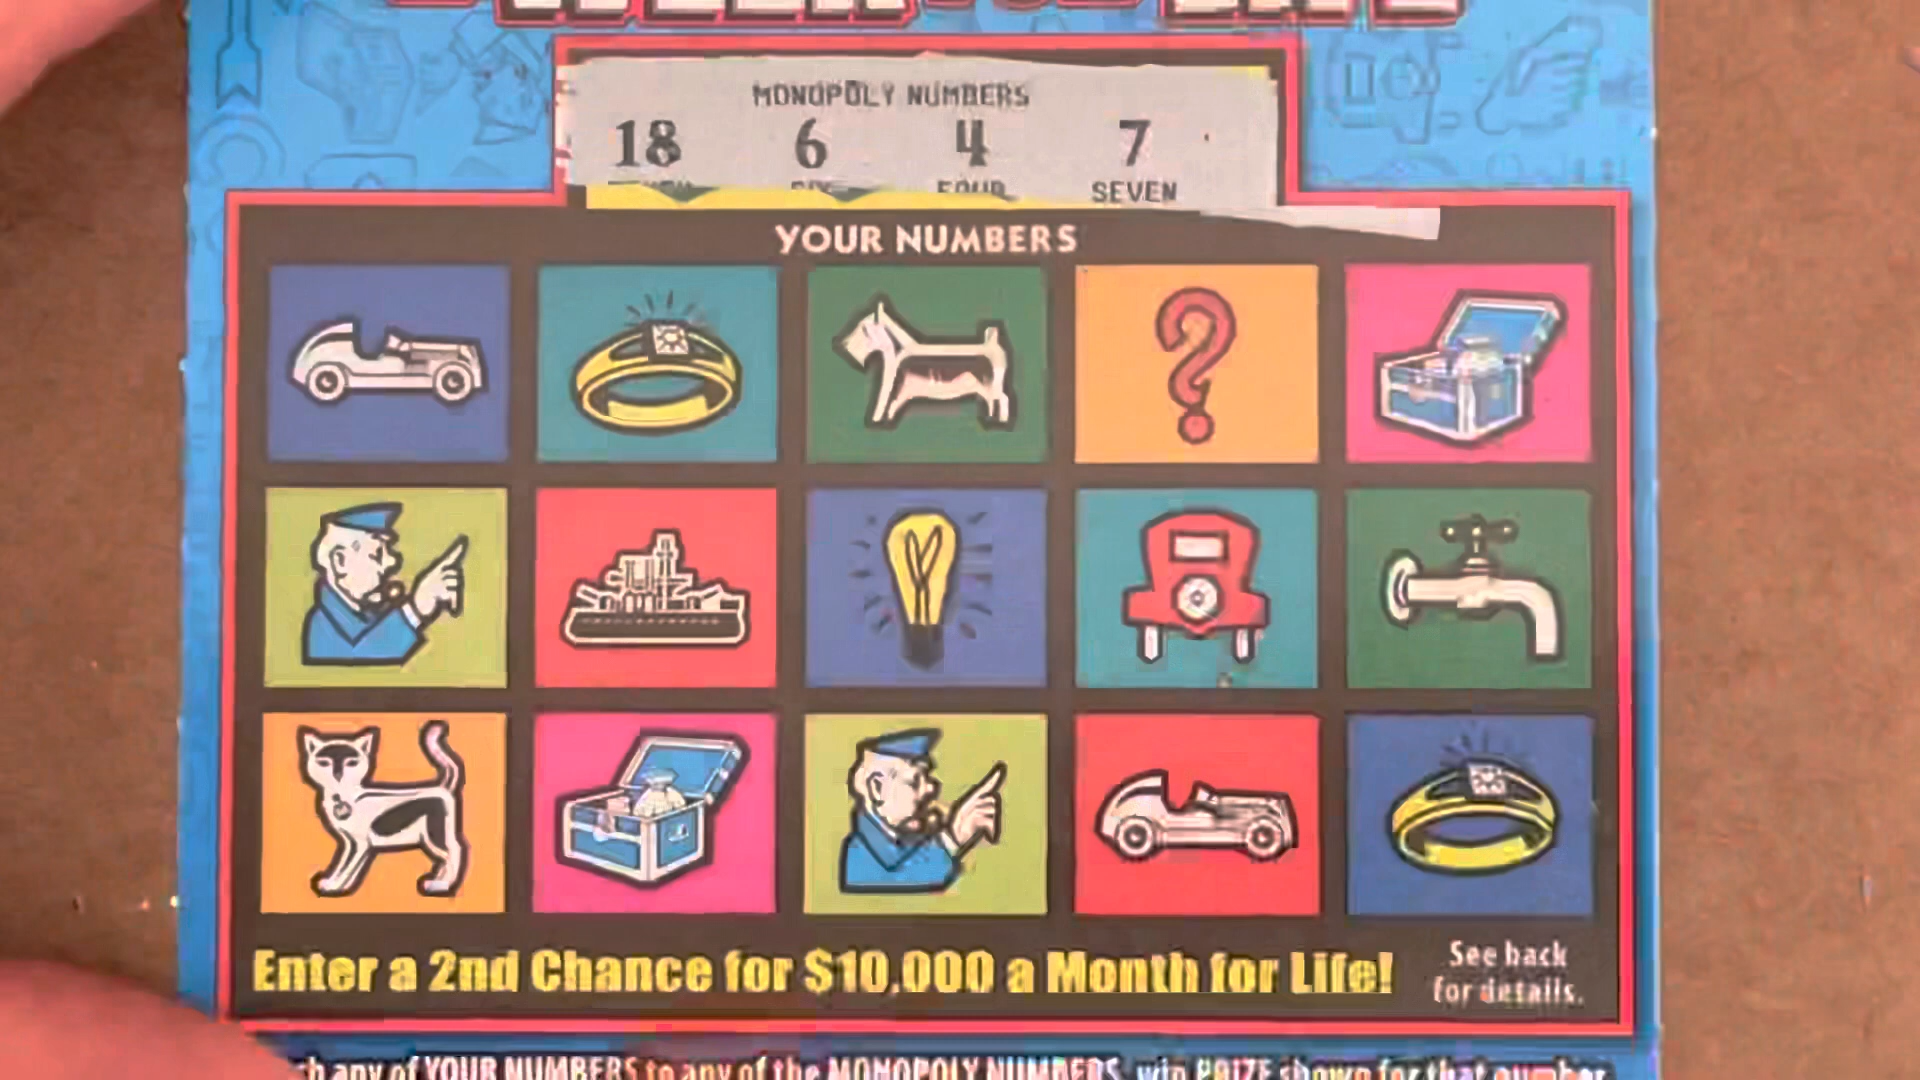 MONOPOLY NUMBERS
18 6 4 7
SIX FOUR SEVEN
YOUR NUMBERS
Enter a 2nd Chance for $10,000 a Month for Life!
See back
for details.
any of YOUR NUMBERS to any of the MONOPOLY NUMBERS, win PRIZE shown for that number